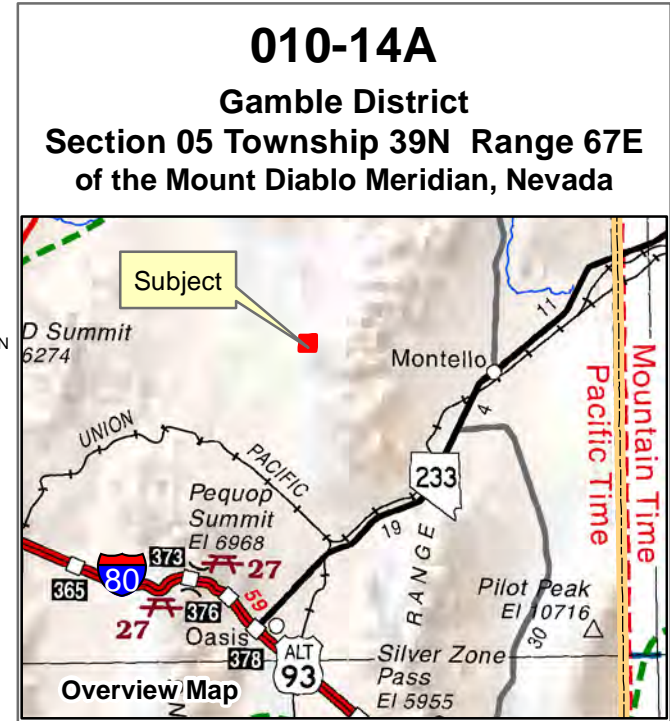 010-14A
Gamble District
Section 05 Township 39N Range 67E
of the Mount Diablo Meridian, Nevada
Subject
N
D Summit
6274
11
Montello
Mountain Time
Pacific Time
4
UNION
PACIFIC
233
19
RANGE
Pequop
Summit
El 6968
373
27
365
80
59
376
27
Pilot Peak
El 10716
30
Oasis
378
ALT
93
Silver Zone
Pass
El 5955
Overview Map
N